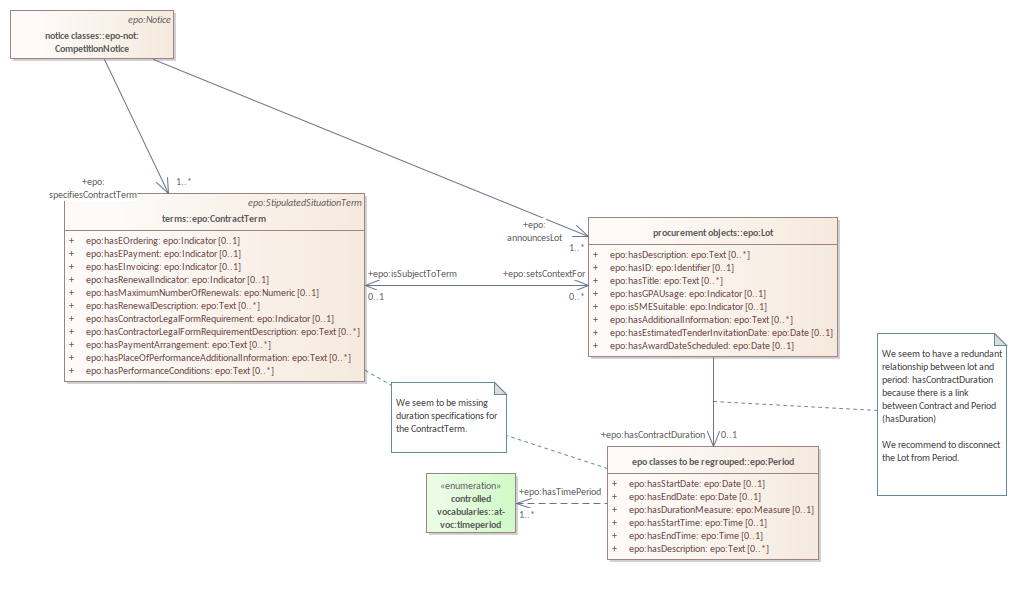 epo:Notice
notice classes::epo-not:
CompetitionNotice
+epo:
specifiesContractTerm
1..*
epo:StipulatedSituationTerm
terms::epo:ContractTerm
+ epo:hasEOrdering: epo:Indicator [0..1]
+ epo:hasEPayment: epo:Indicator [0..1]
+ epo:hasEInvoicing: epo:Indicator [0..1]
+ epo:hasRenewalIndicator: epo:Indicator [0..1]
+ epo:hasMaximumNumberOfRenewals: epo:Numeric [0..1]
+ epo:hasRenewalDescription: epo:Text [0..*]
+ epo:hasContractorLegalFormRequirement: epo:Indicator [0..1]
+ epo:hasContractorLegalFormRequirementDescription: epo:Text [0..*]
+ epo:hasPaymentArrangement: epo:Text [0..*]
+ epo:hasPlaceOfPerformanceAdditionalInformation: epo:Text [0..*]
+ epo:hasPerformanceConditions: epo:Text [0..*]
+epo:
announcesLot
1..*
+epo:isSubjectToTerm
0..1
+epo:setsContextFor
0..*
procurement objects::epo:Lot
+ epo:hasDescription: epo:Text [0..*]
+ epo:hasID: epo:Identifier [0..1]
+ epo:hasTitle: epo:Text [0..*]
+ epo:hasGPAUsage: epo:Indicator [0..1]
+ epo:isSMESuitable: epo:Indicator [0..1]
+ epo:hasAdditionalInformation: epo:Text [0..*]
+ epo:hasEstimatedTenderInvitationDate: epo:Date [0..1]
+ epo:hasAwardDateScheduled: epo:Date [0..1]
We seem to have a redundant
relationship between lot and
period: hasContractDuration
because there is a link
between Contract and Period
(hasDuration)
We recommend to disconnect
the Lot from Period.
We seem to be missing
duration specifications for
the ContractTerm.
+epo:hasContractDuration
0..1
epo classes to be regrouped::epo:Period
+ epo:hasStartDate: epo:Date [0..1]
+ epo:hasEndDate: epo:Date [0..1]
+ epo:hasDurationMeasure: epo:Measure [0..1]
+ epo:hasStartTime: epo:Time [0..1]
+ epo:hasEndTime: epo:Time [0..1]
+ epo:hasDescription: epo:Text [0..*]
+epo:hasTimePeriod
1..*
«enumeration»
controlled
vocabularies::at-
voc:timeperiod